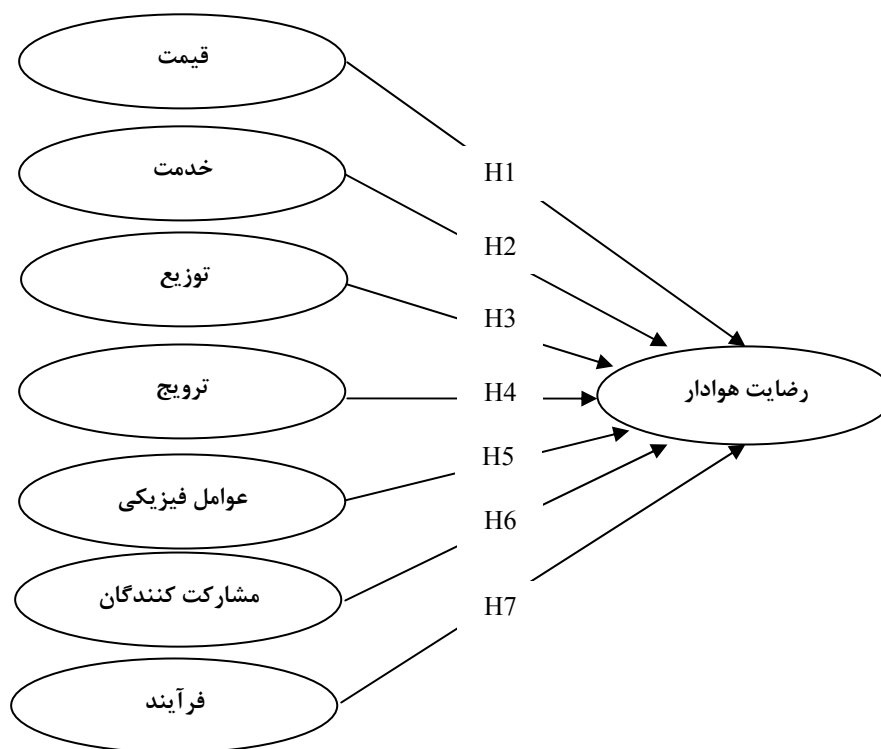 قیمت
خدمت
توزیع
ترویج
عوامل فیزیکی
مشارکت کنندگان
فرآیند
H1
H2
H3
H4
H5
H6
H7
رضایت هوادار